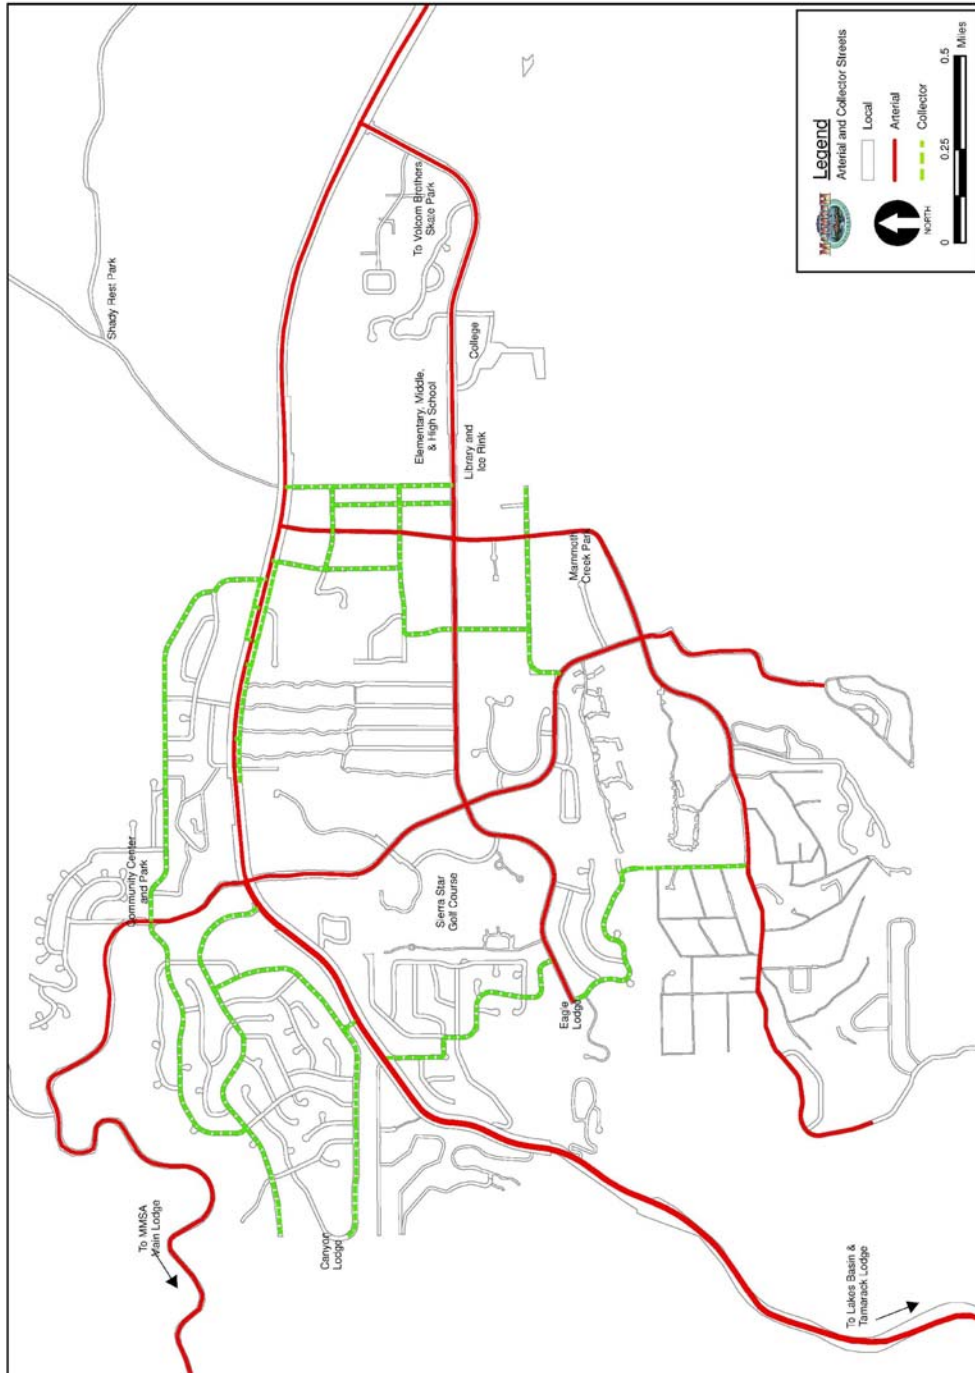 Shady Rest Park
To Volcom Brothers
Skate Park
College
Elementary, Middle,
& High School
Library and
Ice Rink
Mammoth
Creek Park
Community Center
and Park
Sierra Star
Golf Course
Eagle
Lodge
Canyon
Lodge
To MMSA
Main Lodge
To Lakes Basin &
Tamarack Lodge
Legend
Arterial and Collector Streets
Local
Arterial
Collector
NORTH
0
0.25
0.5
Miles